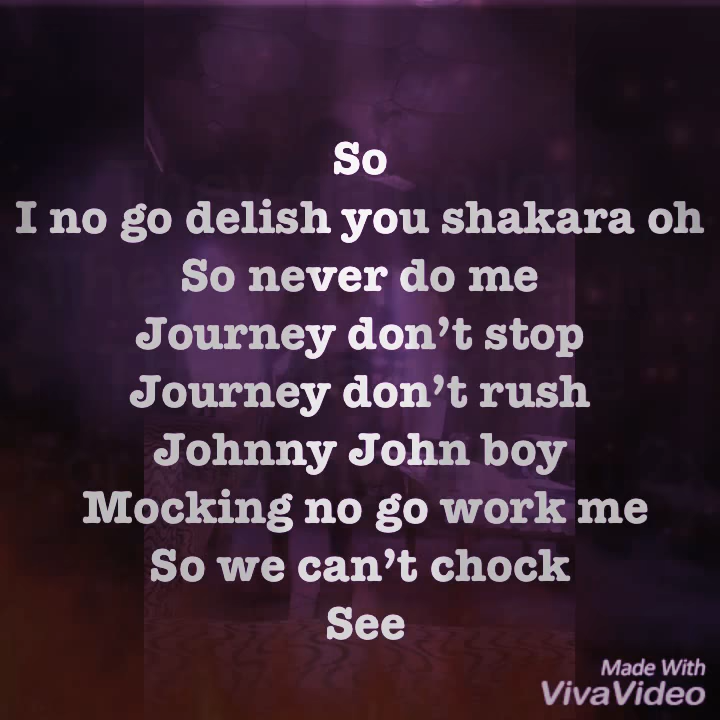 So
I no go delish you shakara oh
So never do me
Journey don't stop
Journey don't rush
Johnny John boy
Mocking no go work me
So we can't chock
See
Made With
VivaVideo